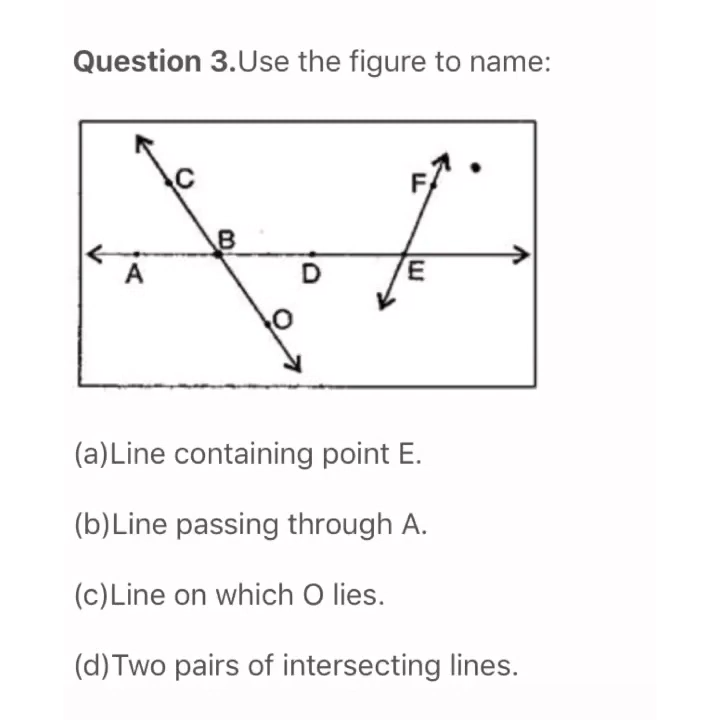 Question 3.Use the figure to name:
C
F
B
A
D
E
O
(a)Line containing point E.
(b)Line passing through A.
(c)Line on which O lies.
(d)Two pairs of intersecting lines.